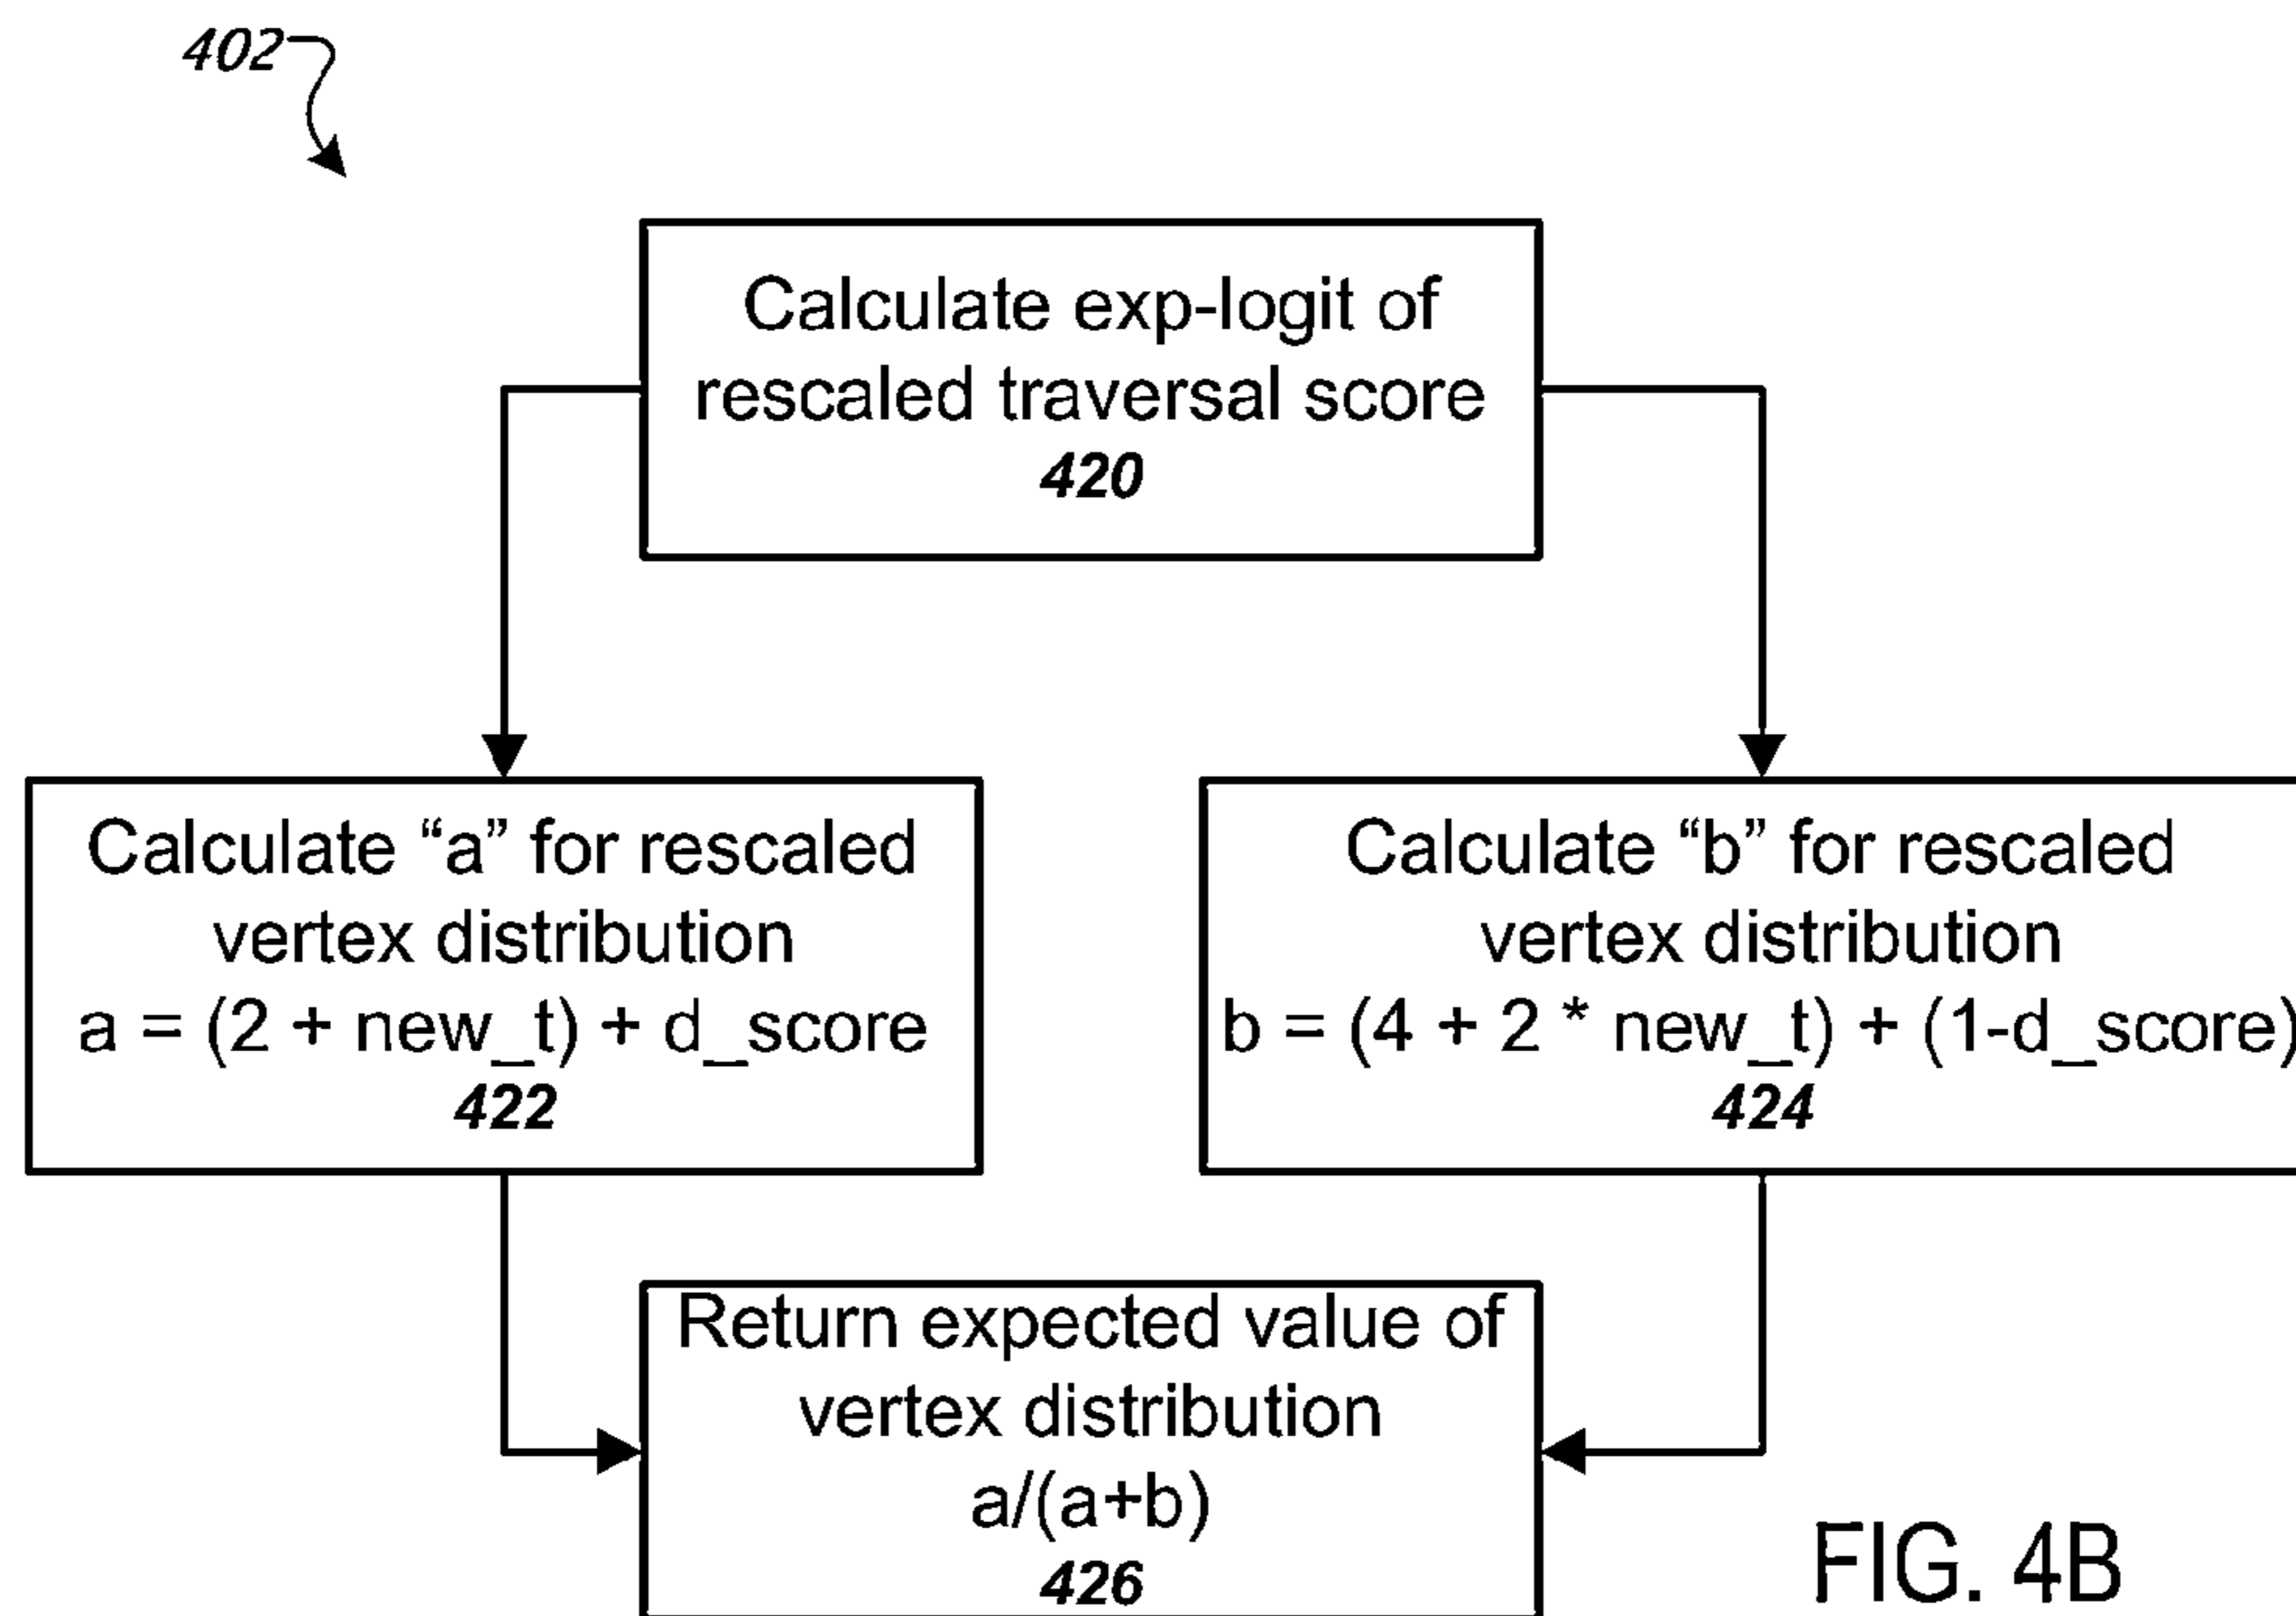 402
Calculate exp-logit of
rescaled traversal score
420
Calculate “a” for rescaled
vertex distribution
a = (2 + new_t) + d_score
422
Calculate “b” for rescaled
vertex distribution
b = (4 + 2 * new_t) + (1-d_score)
424
Return expected value of
vertex distribution
a/(a+b)
426
FIG. 4B